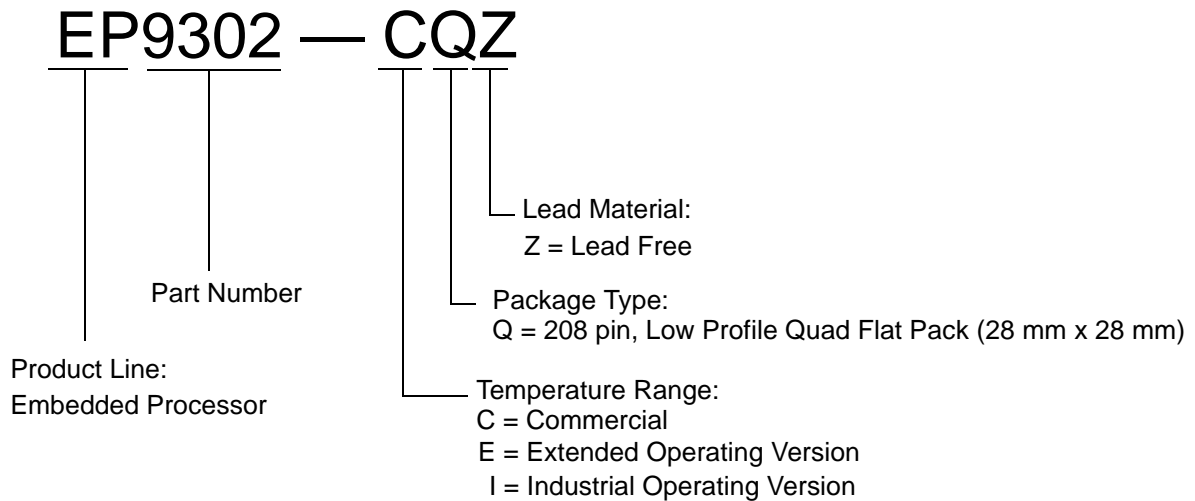 EP9302 — CQZ
Lead Material:
Z = Lead Free
Part Number
Package Type:
Q = 208 pin, Low Profile Quad Flat Pack (28 mm x 28 mm)
Product Line:
Embedded Processor
Temperature Range:
C = Commercial
E = Extended Operating Version
I = Industrial Operating Version